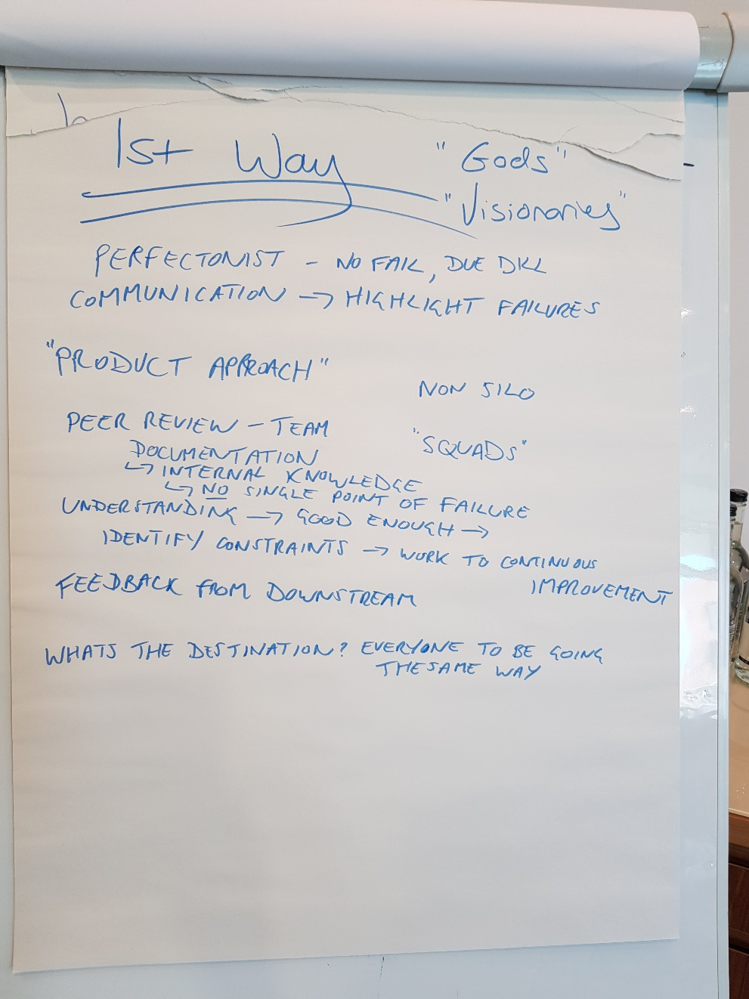 1st Way
"Gods"
"Visionaries"
PERFECTONIST - NO FAIL, DUE DILL
COMMUNICATION → HIGHLIGHT FAILURES
"PRODUCT APPROACH"
NON SILO
PEER REVIEW - TEAM
"SQUADS"
DOCUMENTATION
↳ INTERNAL KNOWLEDGE
↳ NO SINGLE POINT OF FAILURE
UNDERSTANDING → GOOD ENOUGH →
IDENTIFY CONSTRAINTS → WORK TO CONTINUOUS
IMPROVEMENT
FEEDBACK FROM DOWNSTREAM
WHATS THE DESTINATION? EVERYONE TO BE GOING
THE SAME WAY